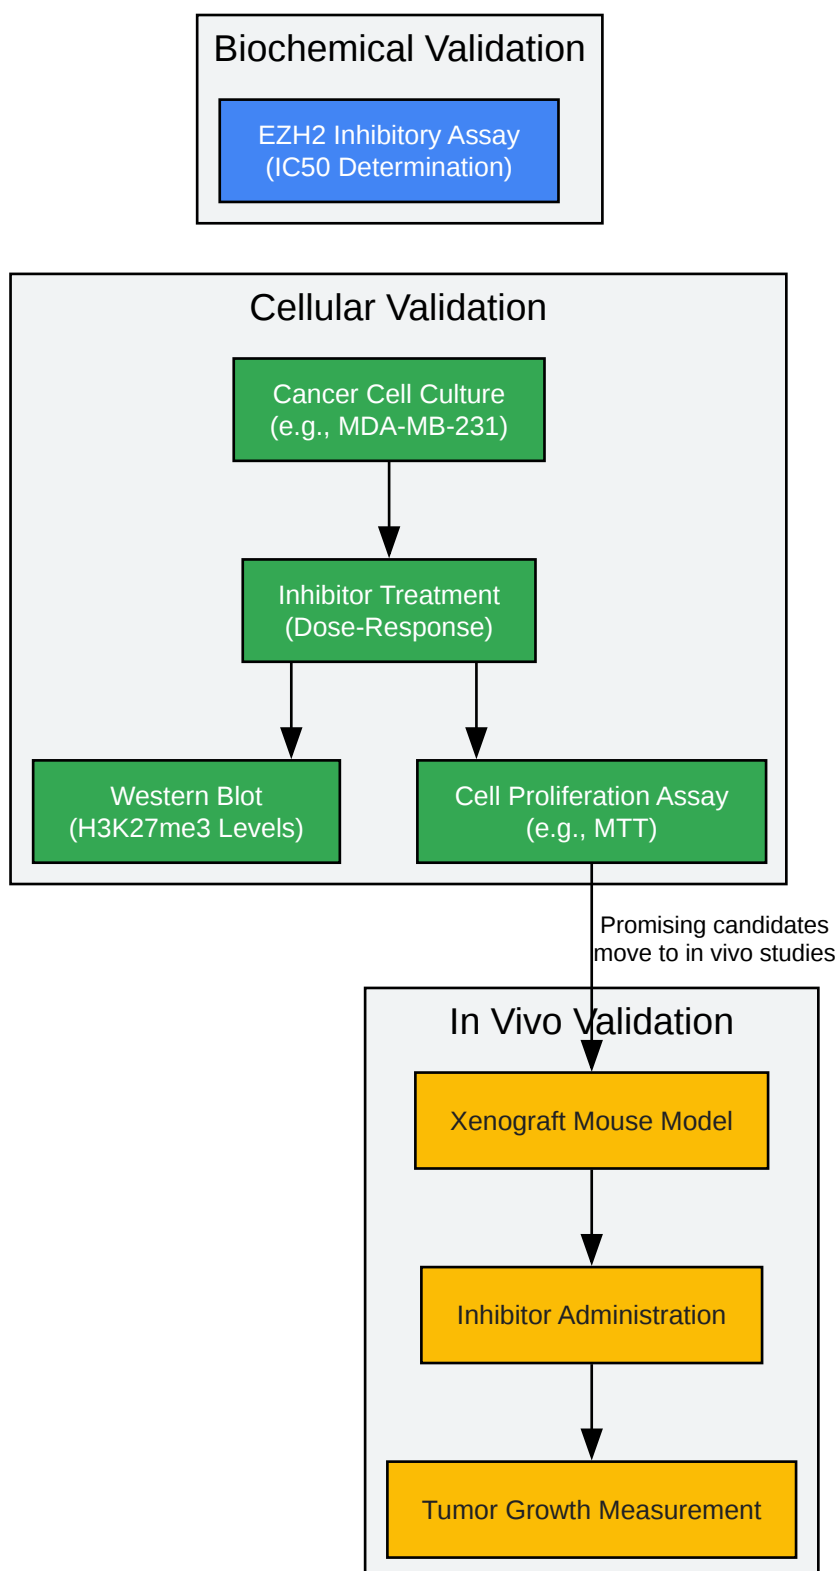 Biochemical Validation
EZH2 Inhibitory Assay
(IC50 Determination)
Cellular Validation
Cancer Cell Culture
(e.g., MDA-MB-231)
Inhibitor Treatment
(Dose-Response)
Western Blot
(H3K27me3 Levels)
Cell Proliferation Assay
(e.g., MTT)
Promising candidates
move to in vivo studies
In Vivo Validation
Xenograft Mouse Model
Inhibitor Administration
Tumor Growth Measurement